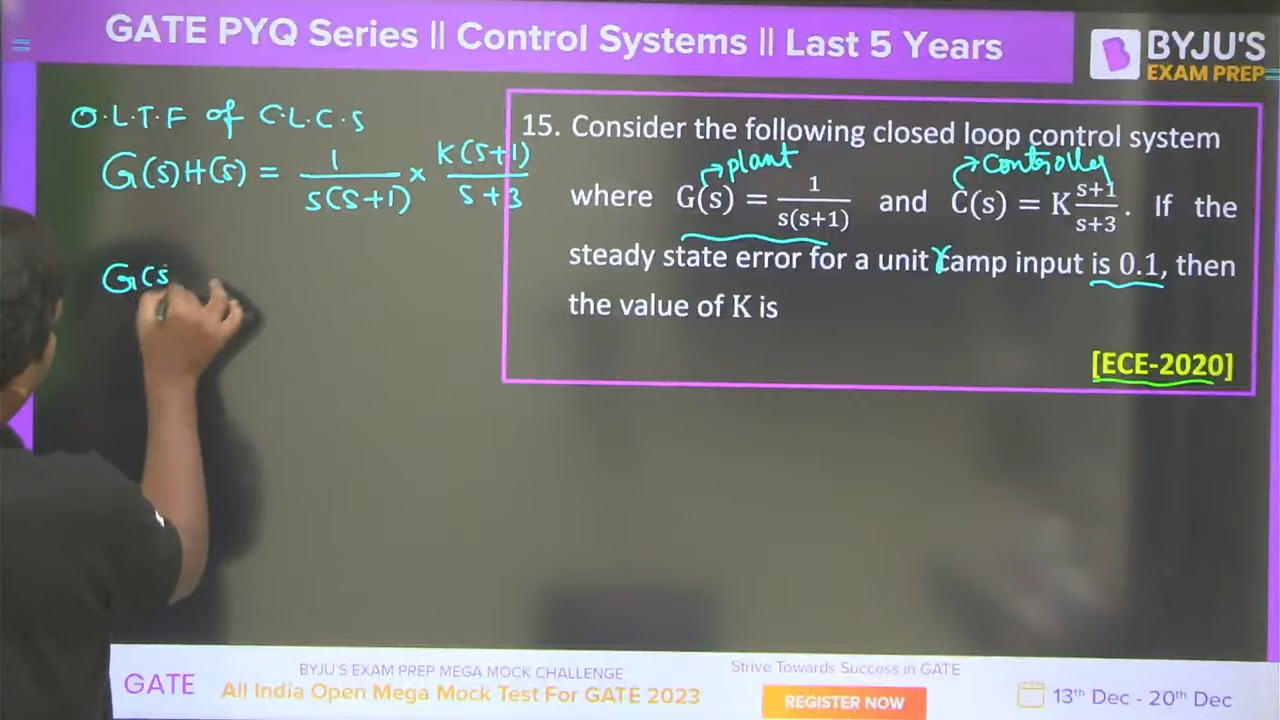 GATE PYQ Series || Control Systems || Last 5 Years
BYJU'S
EXAM PREP
O.L.T.F of C.L.C.S
G(s)H(s) = 1/s(s+1) × K(s+1)/s+3
G(s
15. Consider the following closed loop control system
plant
controller
where G(s) = 1/s(s+1) and C(s) = K s+1/s+3. If the
steady state error for a unit ramp input is 0.1, then
the value of K is
[ECE-2020]
GATE
BYJU'S EXAM PREP MEGA MOCK CHALLENGE
All India Open Mega Mock Test For GATE 2023
Strive Towards Success in GATE
REGISTER NOW
13th Dec - 20th Dec